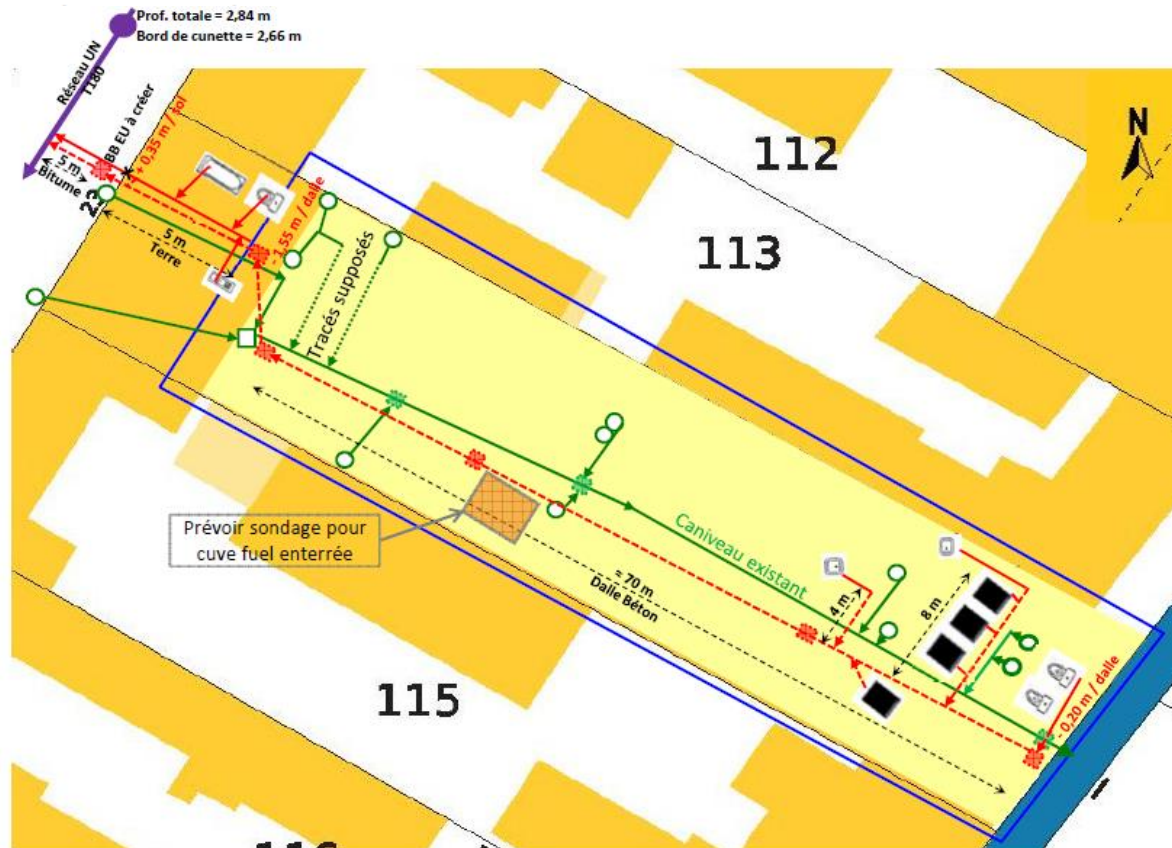 Prof. totale = 2,84 m
Bord de cunette = 2,66 m
Réseau UN
T180
BB EU à créer
+ 0,35 m / sol
5 m
Bitume
23
5 m
Terre
- 1,55 m / dalle
N
112
113
Tracés supposés
Prévoir sondage pour
cuve fuel enterrée
Caniveau existant
≈ 70 m
Dalle Béton
4 m
8 m
- 0,20 m / dalle
115
116